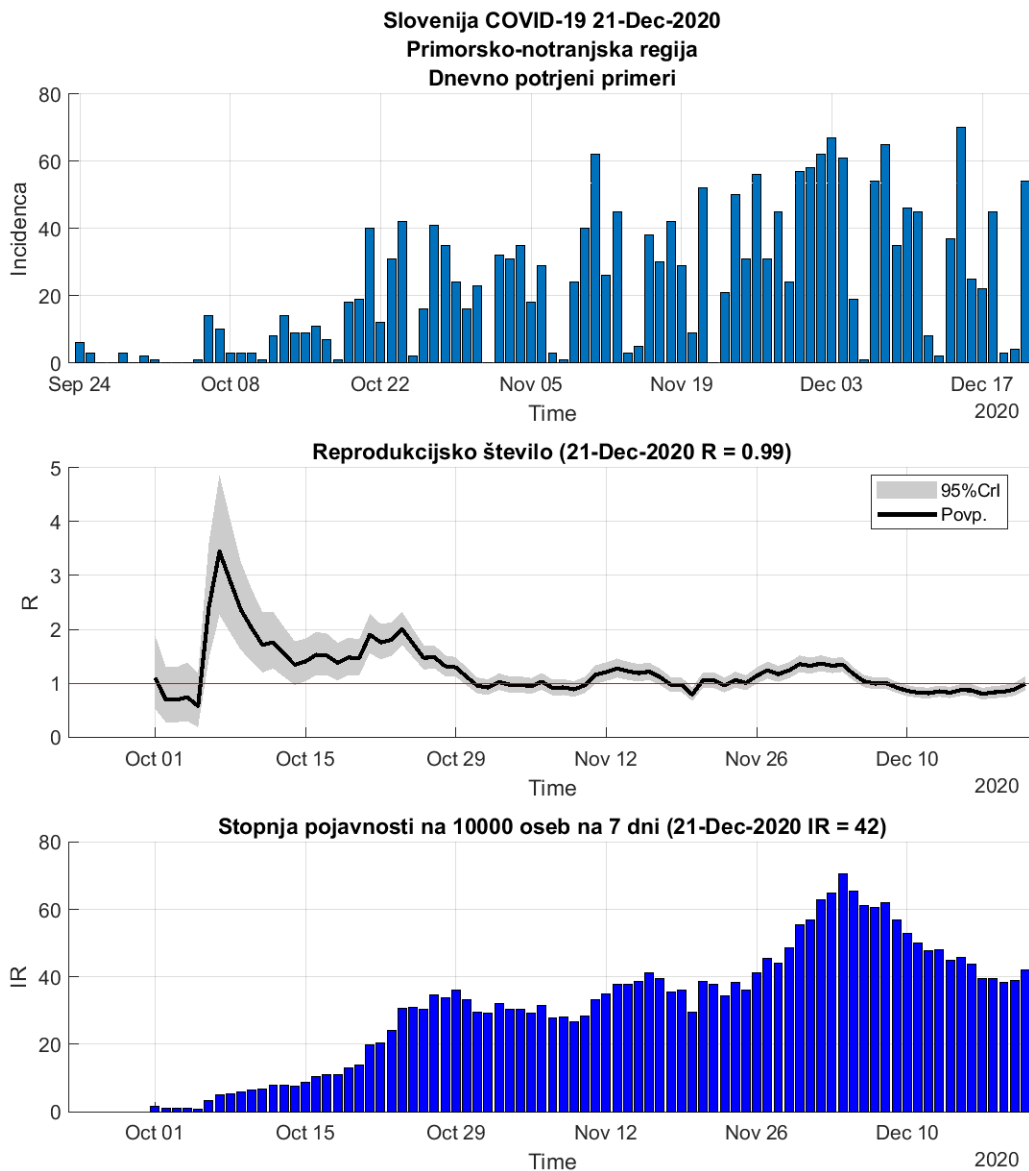 Slovenija COVID-19 21-Dec-2020
Primorsko-notranjska regija
Dnevno potrjeni primeri
80
60
40
20
0
Incidenca
Sep 24 Oct 08 Oct 22 Nov 05 Nov 19 Dec 03 Dec 17
Time
2020
Reprodukcijsko število (21-Dec-2020 R = 0.99)
5
4
3
2
1
0
R
95%CrI
Povp.
Oct 01 Oct 15 Oct 29 Nov 12 Nov 26 Dec 10
Time
2020
Stopnja pojavnosti na 10000 oseb na 7 dni (21-Dec-2020 IR = 42)
80
60
40
20
0
IR
Oct 01 Oct 15 Oct 29 Nov 12 Nov 26 Dec 10
Time
2020